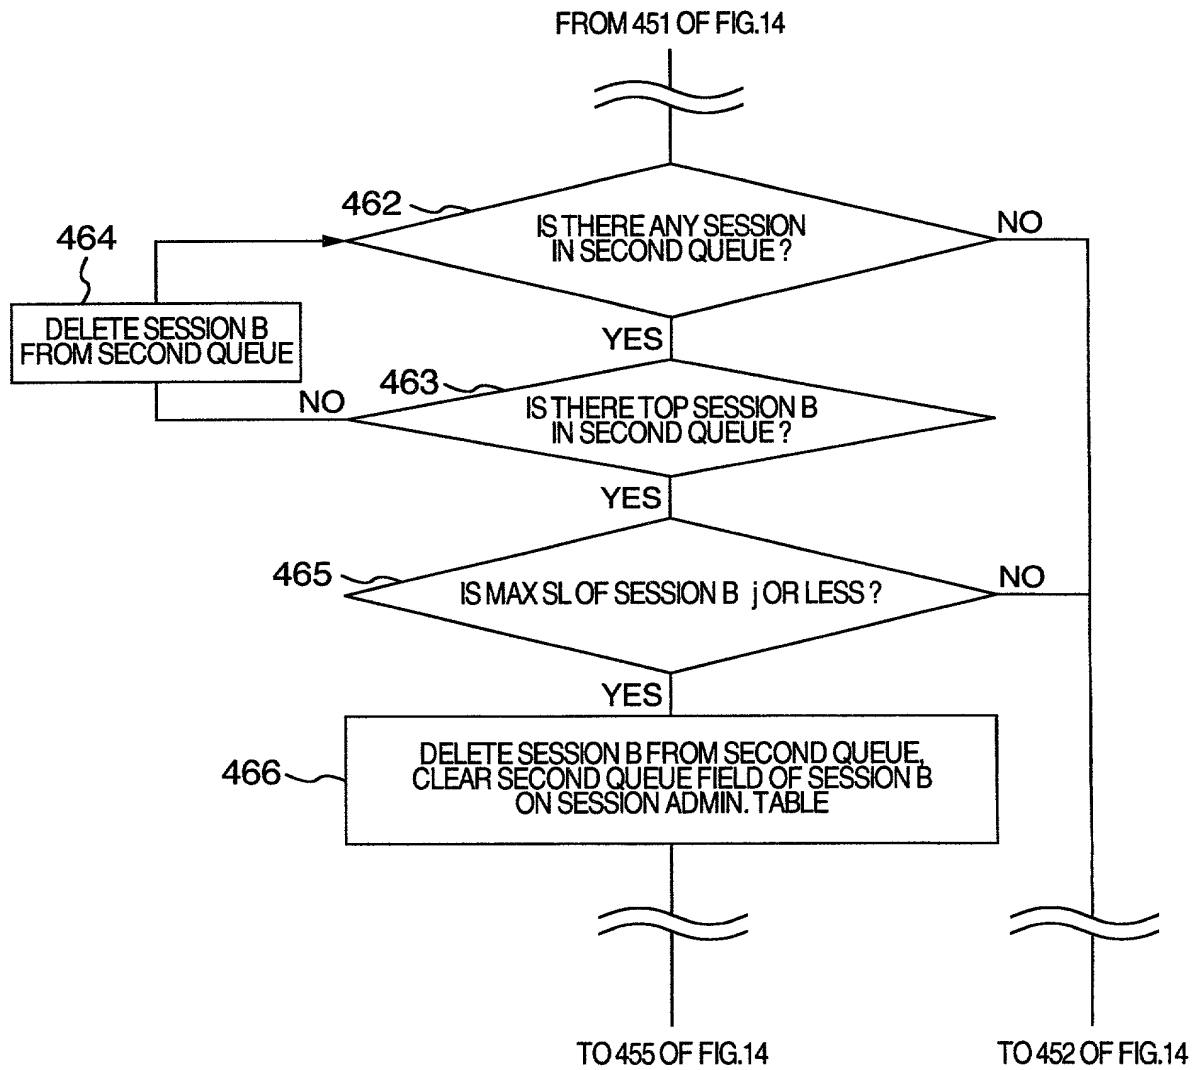 FROM 451 OF FIG.14
462
IS THERE ANY SESSION
IN SECOND QUEUE ?
NO
464
DELETE SESSION B
FROM SECOND QUEUE
YES
463
NO
IS THERE TOP SESSION B
IN SECOND QUEUE ?
YES
465
IS MAX SL OF SESSION B j OR LESS ?
NO
YES
466
DELETE SESSION B FROM SECOND QUEUE,
CLEAR SECOND QUEUE FIELD OF SESSION B
ON SESSION ADMIN. TABLE
TO 455 OF FIG.14
TO 452 OF FIG.14